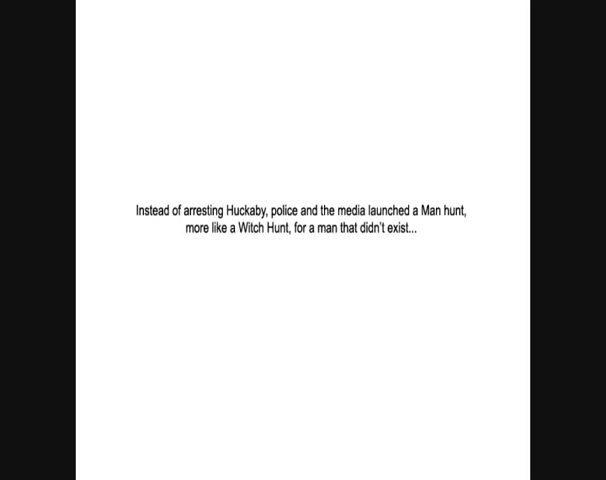 Instead of arresting Huckaby, police and the media launched a Man hunt,
more like a Witch Hunt, for a man that didn't exist...